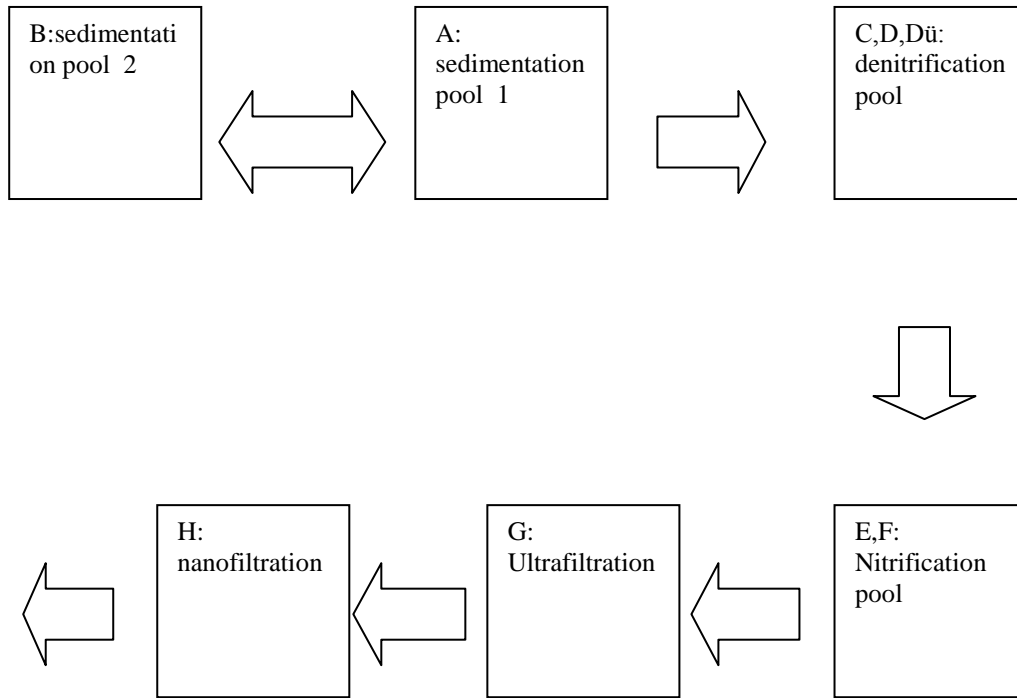 B:sedimentati
on pool 2
A:
sedimentation
pool 1
C,D,Dü:
denitrification
pool
H:
nanofiltration
G:
Ultrafiltration
E,F:
Nitrification
pool